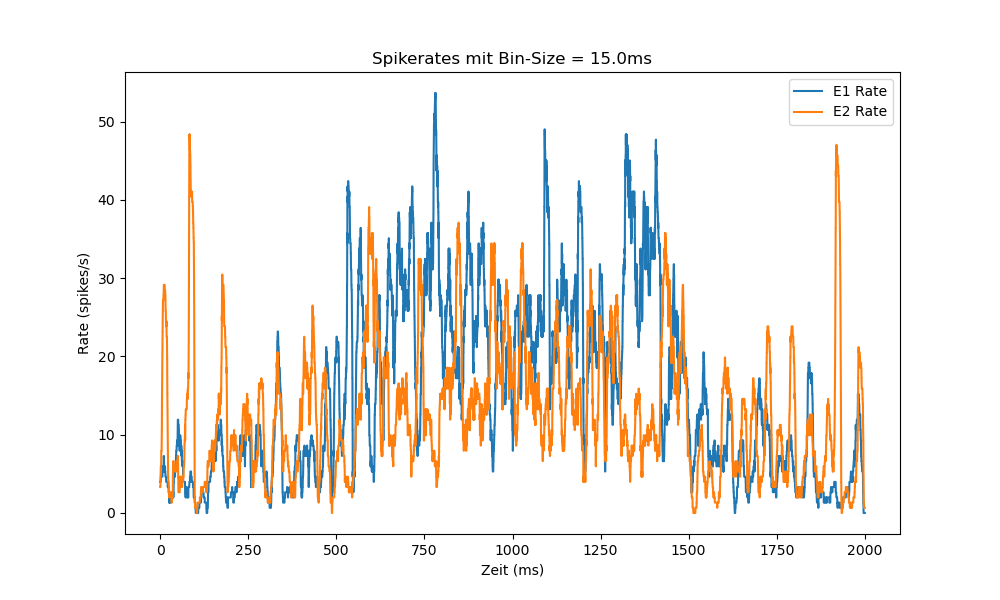 Spikerates mit Bin-Size = 15.0ms
E1 Rate
E2 Rate
Rate (spikes/s)
50
40
30
20
10
0
0 250 500 750 1000 1250 1500 1750 2000
Zeit (ms)